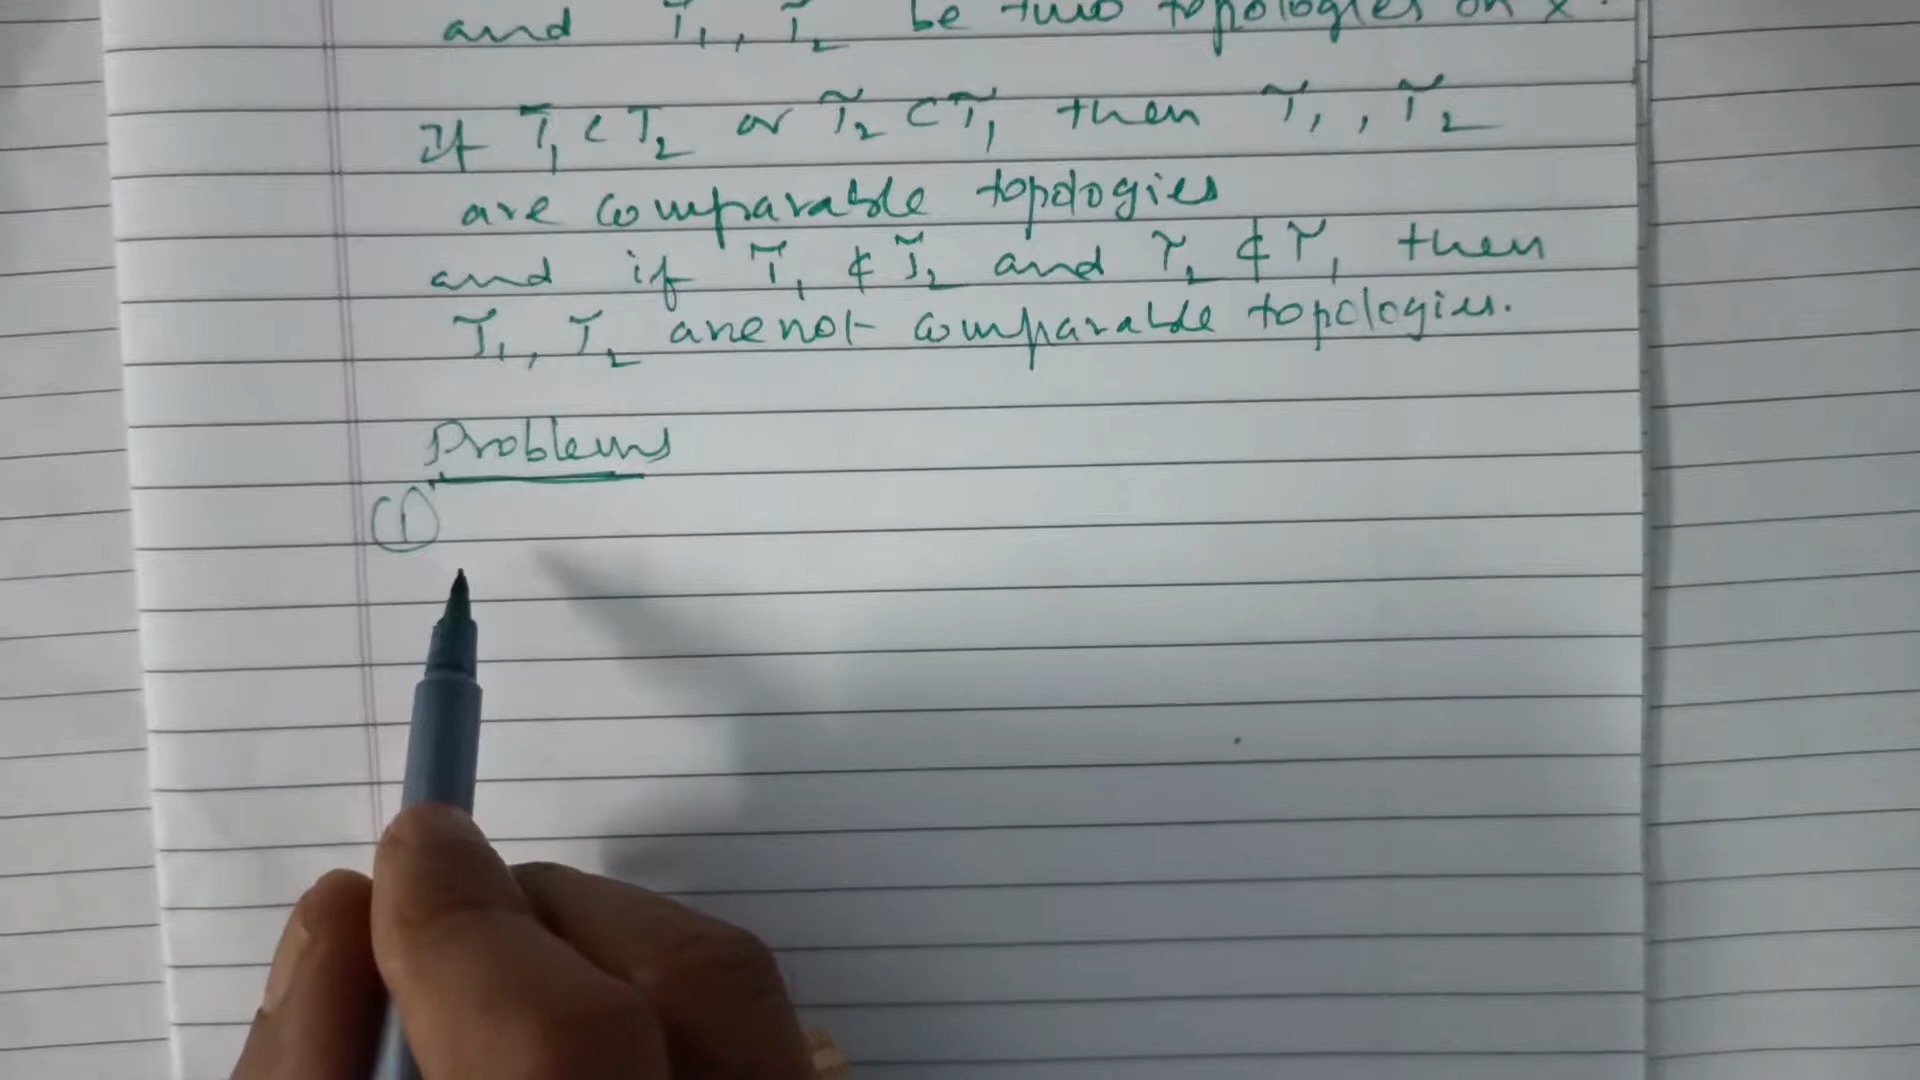 and T₁, T₂ be two topologies on X.
If T₁ ⊂ T₂ or T₂ ⊂ T₁ then T₁, T₂
are comparable topologies
and if T₁ ⊄ T₂ and T₂ ⊄ T₁ then
T₁, T₂ are not comparable topologies.
Problems
①